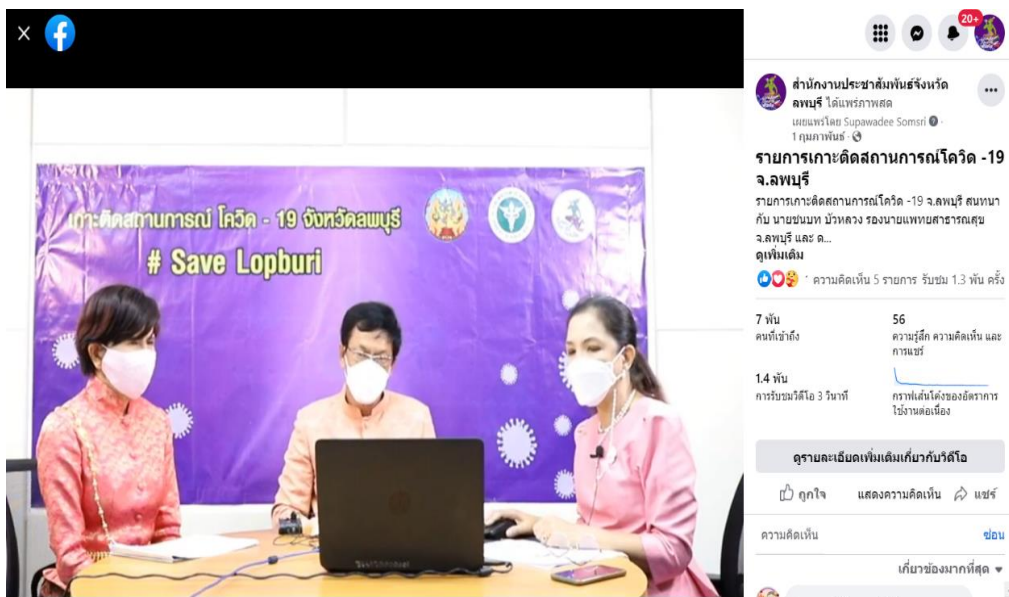 เกาะติดสถานการณ์ โควิด - 19 จังหวัดลพบุรี
# Save Lopburi
20+
สำนักงานประชาสัมพันธ์จังหวัด
ลพบุรี ได้แพร่ภาพสด
เผยแพร่โดย Supawadee Somsri
1 กุมภาพันธ์ ·
รายการเกาะติดสถานการณ์โควิด -19
จ.ลพบุรี
รายการเกาะติดสถานการณ์โควิด -19 จ.ลพบุรี สนทนา
กับ นายชนบท บัวหลวง รองนายแพทยสาธารณสุข
จ.ลพบุรี และ ด...
ดูเพิ่มเติม
ความคิดเห็น 5 รายการ รับชม 1.3 พัน ครั้ง
7 พัน
คนที่เข้าถึง
56
ความรู้สึก ความคิดเห็น และ
การแชร์
1.4 พัน
การรับชมวิดีโอ 3 วินาที
กราฟเส้นโค้งของอัตราการ
ใช้งานต่อเนื่อง
ดูรายละเอียดเพิ่มเติมเกี่ยวกับวิดีโอ
ถูกใจ แสดงความคิดเห็น แชร์
ความคิดเห็น ซ่อน
เกี่ยวข้องมากที่สุด